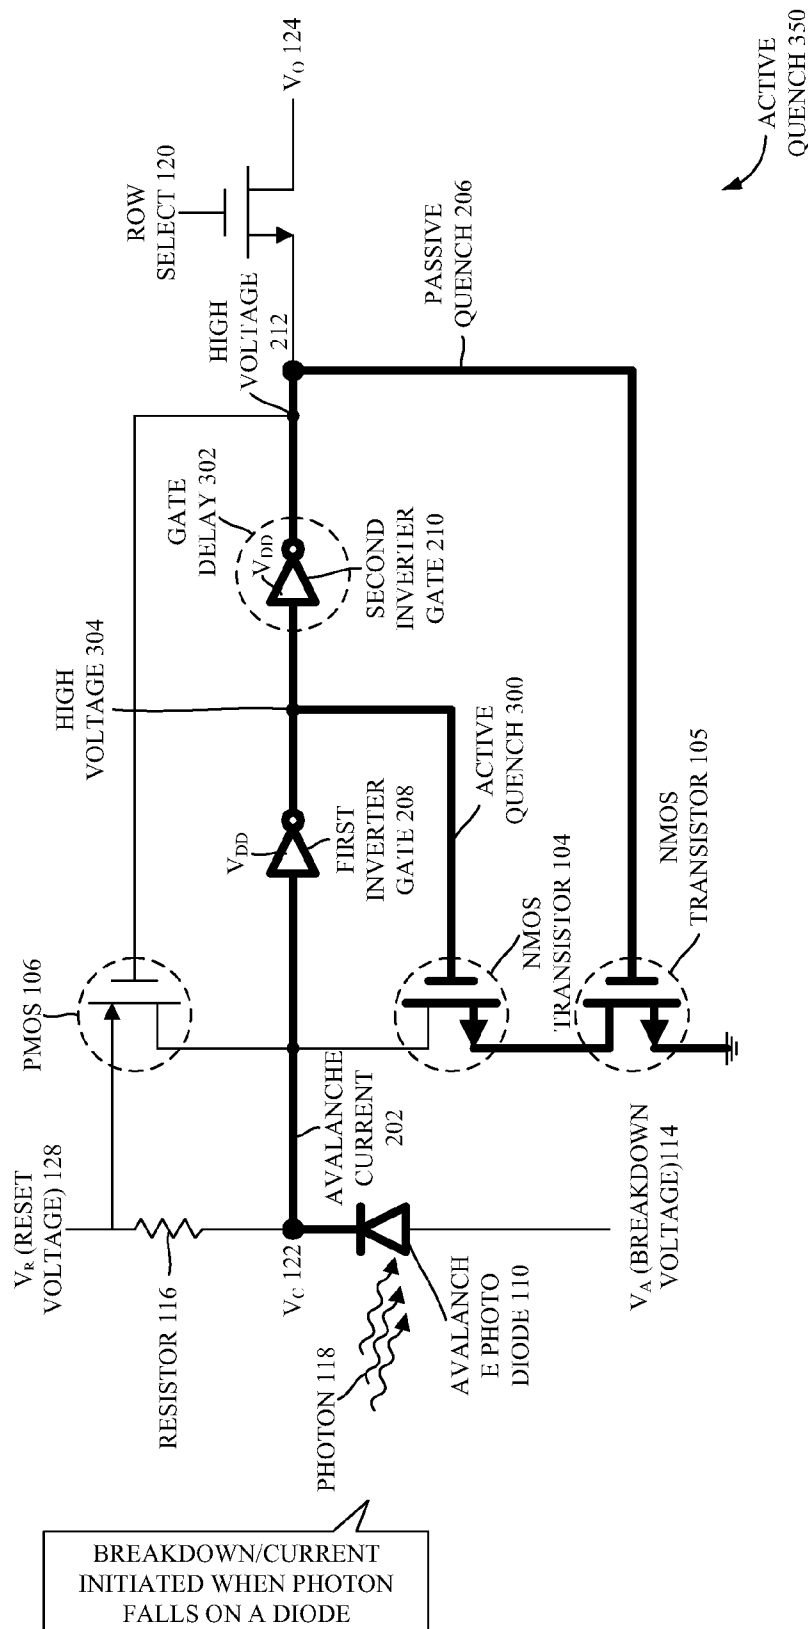 BREAKDOWN/CURRENT
INITIATED WHEN PHOTON
FALLS ON A DIODE
VR (RESET
VOLTAGE) 128
PMOS 106
RESISTOR 116
VC 122
PHOTON 118
AVALANCH
E PHOTO
DIODE 110
AVALANCHE
CURRENT
202
VA (BREAKDOWN
VOLTAGE)114
VDD
FIRST
INVERTER
GATE 208
NMOS
TRANSISTOR 104
NMOS
TRANSISTOR 105
HIGH
VOLTAGE 304
ACTIVE
QUENCH 300
GATE
DELAY 302
VDD
SECOND
INVERTER
GATE 210
HIGH
VOLTAGE
212
PASSIVE
QUENCH 206
ROW
SELECT 120
VO 124
ACTIVE
QUENCH 350